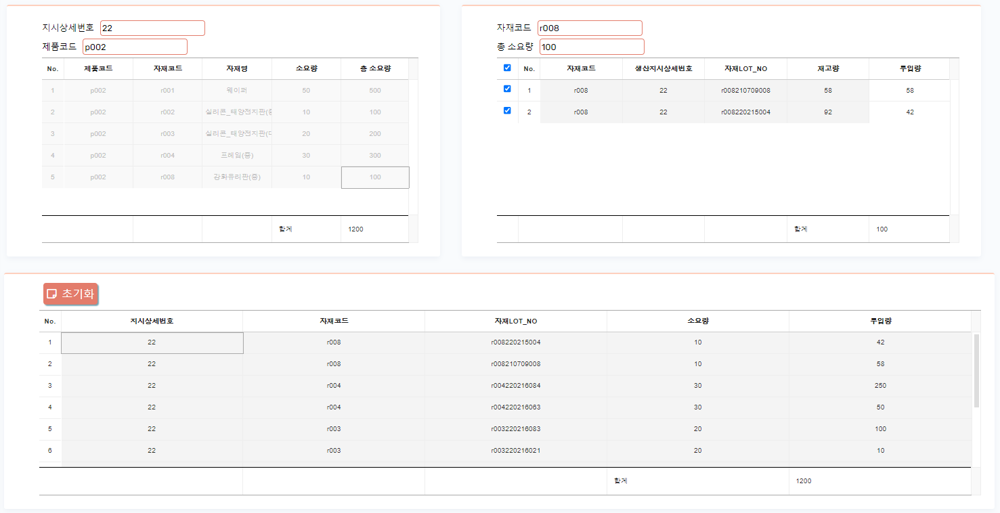 지시상세번호 22
제품코드 p002
No. 제품코드 자재코드 자재명 소요량 총 소요량
1 p002 r001 웨이퍼 50 500
2 p002 r002 실리콘_태양전지판(중 10 100
3 p002 r003 실리콘_태양전지판(더 20 200
4 p002 r004 프레임(중) 30 300
5 p002 r008 강화유리판(중) 10 100
합계 1200
자재코드 r008
총 소요량 100
No. 자재코드 생산지시상세번호 자재LOT_NO 재고량 투입량
1 r008 22 r008210709008 58 58
2 r008 22 r008220215004 92 42
합계 100
초기화
No. 지시상세번호 자재코드 자재LOT_NO 소요량 투입량
1 22 r008 r008220215004 10 42
2 22 r008 r008210709008 10 58
3 22 r004 r004220216084 30 250
4 22 r004 r004220216063 30 50
5 22 r003 r003220216083 20 100
6 22 r003 r003220216021 20 10
합계 1200